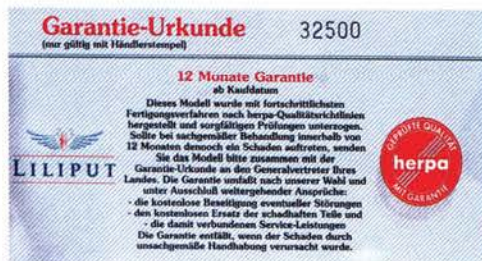 Garantie-Urkunde 32500
(nur gültig mit Händlerstempel)
12 Monate Garantie
ab Kaufdatum
Dieses Modell wurde mit fortschrittlichsten
Fertigungsverfahren nach herpa-Qualitätsrichtlinien
hergestellt und sorgfältigen Prüfungen unterzogen.
Sollte bei sachgemäßer Behandlung innerhalb von
12 Monaten dennoch ein Schaden auftreten, senden
Sie das Modell bitte zusammen mit der
Garantie-Urkunde an den Generalvertreter Ihres
Landes. Die Garantie umfaßt nach unserer Wahl und
unter Ausschluß weitergehender Ansprüche:
- die kostenlose Beseitigung eventueller Störungen
- den kostenlosen Ersatz der schadhaften Teile und
- die damit verbundenen Service-Leistungen
Die Garantie entfällt, wenn der Schaden durch
unsachgemäße Handhabung verursacht wurde.
LILIPUT
GEPRÜFTE QUALITÄT
herpa
MIT GARANTIE